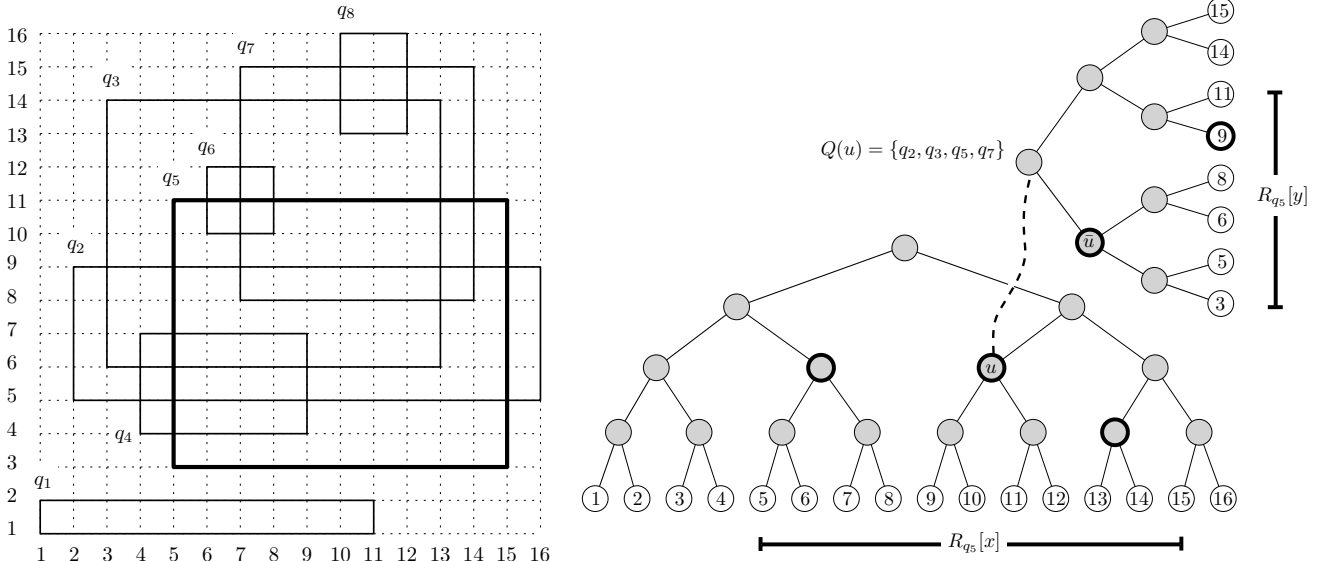 q8
16
q7
15
q3
14
13
q6
12
q5
11
10
q2
9
8
7
6
5
q4
4
3
q1
2
1
1 2 3 4 5 6 7 8 9 10 11 12 13 14 15 16
15
14
11
9
Q(u) = {q2, q3, q5, q7}
8
Rq5[y]
6
ū
5
3
u
1 2 3 4 5 6 7 8 9 10 11 12 13 14 15 16
Rq5[x]